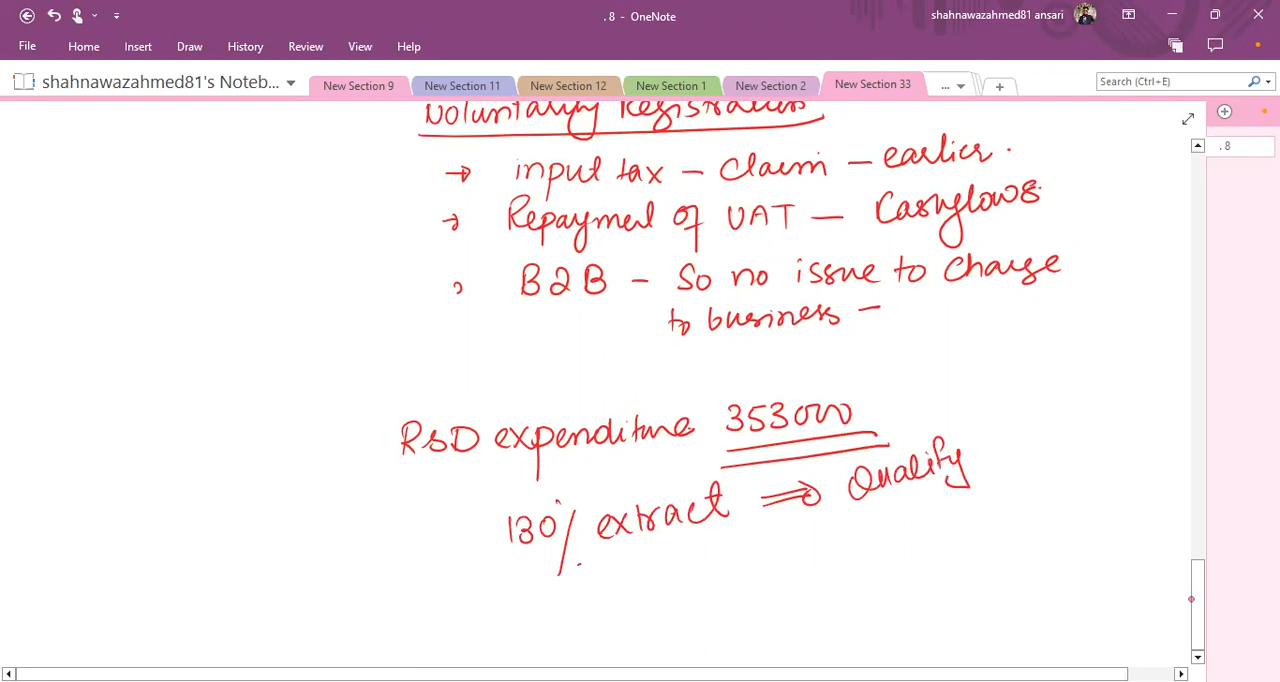 . 8 - OneNote
shahnawazahmed81 ansari
File Home Insert Draw History Review View Help
shahnawazahmed81's Noteb... New Section 9 New Section 11 New Section 12 New Section 1 New Section 2 New Section 33 ... + Search (Ctrl+E)
. 8
Voluntarily Registration
→ input tax - Claim - earlier.
→ Repayment of VAT - Cashflows
B2B - So no issue to Charge
to business -
R&D expenditure 353000
130% extract ⇒ Qualify